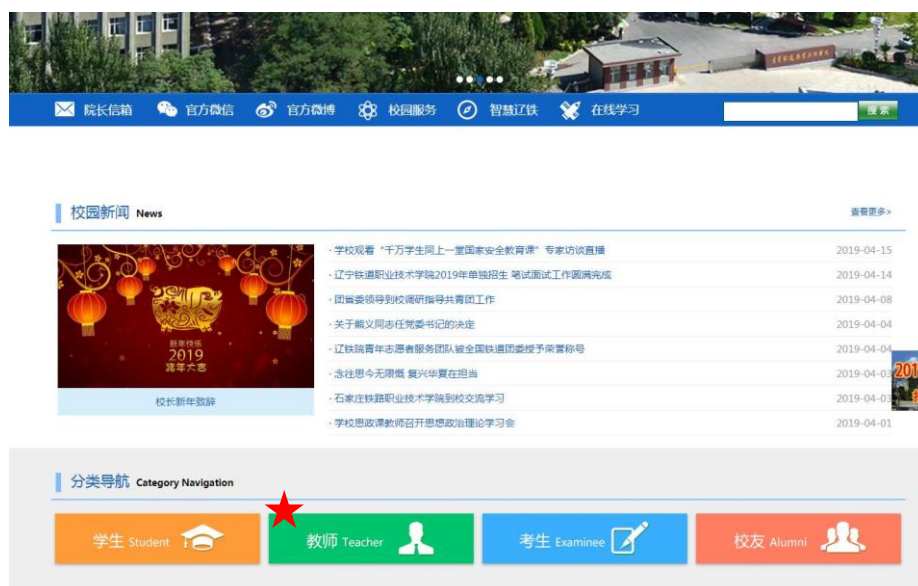 院长信箱 官方微信 官方微博 校园服务 智慧辽铁 在线学习 搜索
校园新闻 News 查看更多>
·学校观看“千万学生同上一堂国家安全教育课”专家访谈直播 2019-04-15
·辽宁铁道职业技术学院2019年单独招生 笔试面试工作圆满完成 2019-04-14
·团省委领导到校调研指导共青团工作 2019-04-08
·关于熊义同志任党委书记的决定 2019-04-04
·辽铁院青年志愿者服务团队被全国铁道团委授予荣誉称号 2019-04-04
·念往思今无限慨 复兴华夏在担当 2019-04-03
·石家庄铁路职业技术学院到校交流学习 2019-04-03
·学校思政课教师召开思想政治理论学习会 2019-04-01
新年快乐
2019
猪年大吉
校长新年致辞
201
分类导航 Category Navigation
学生 Student 教师 Teacher 考生 Examinee 校友 Alumni